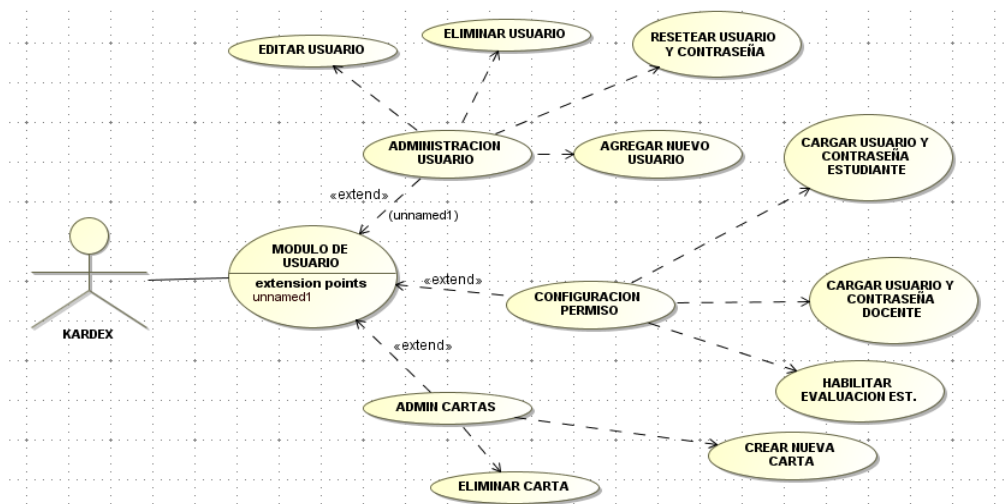 EDITAR USUARIO
ELIMINAR USUARIO
RESETEAR USUARIO
Y CONTRASEÑA
ADMINISTRACION
USUARIO
AGREGAR NUEVO
USUARIO
CARGAR USUARIO Y
CONTRASEÑA
ESTUDIANTE
«extend»
(unnamed1)
MODULO DE
USUARIO
extension points
unnamed1
«extend»
CONFIGURACION
PERMISO
CARGAR USUARIO Y
CONTRASEÑA
DOCENTE
KARDEX
«extend»
HABILITAR
EVALUACION EST.
ADMIN CARTAS
CREAR NUEVA
CARTA
ELIMINAR CARTA